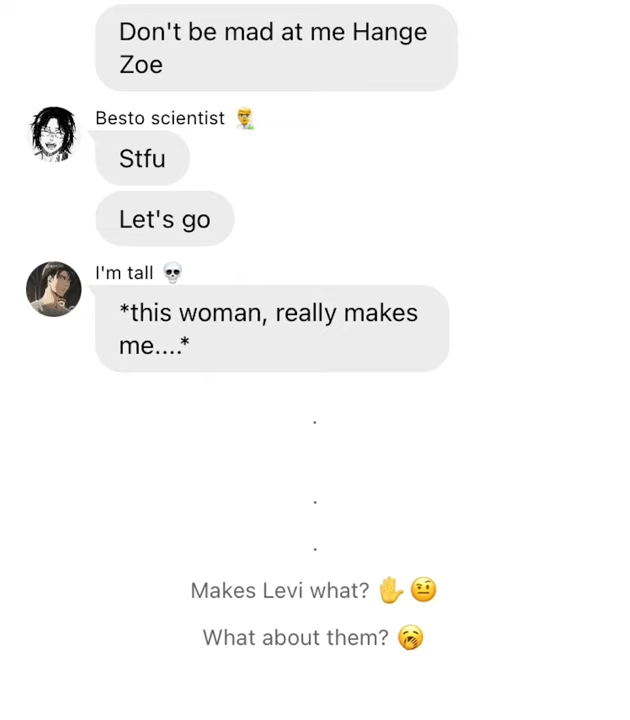 Don't be mad at me Hange
Zoe
Besto scientist 👨‍🔬
Stfu
Let's go
I'm tall 💀
*this woman, really makes
me....*
.
.
.
Makes Levi what? ✋🤨
What about them? 🥱